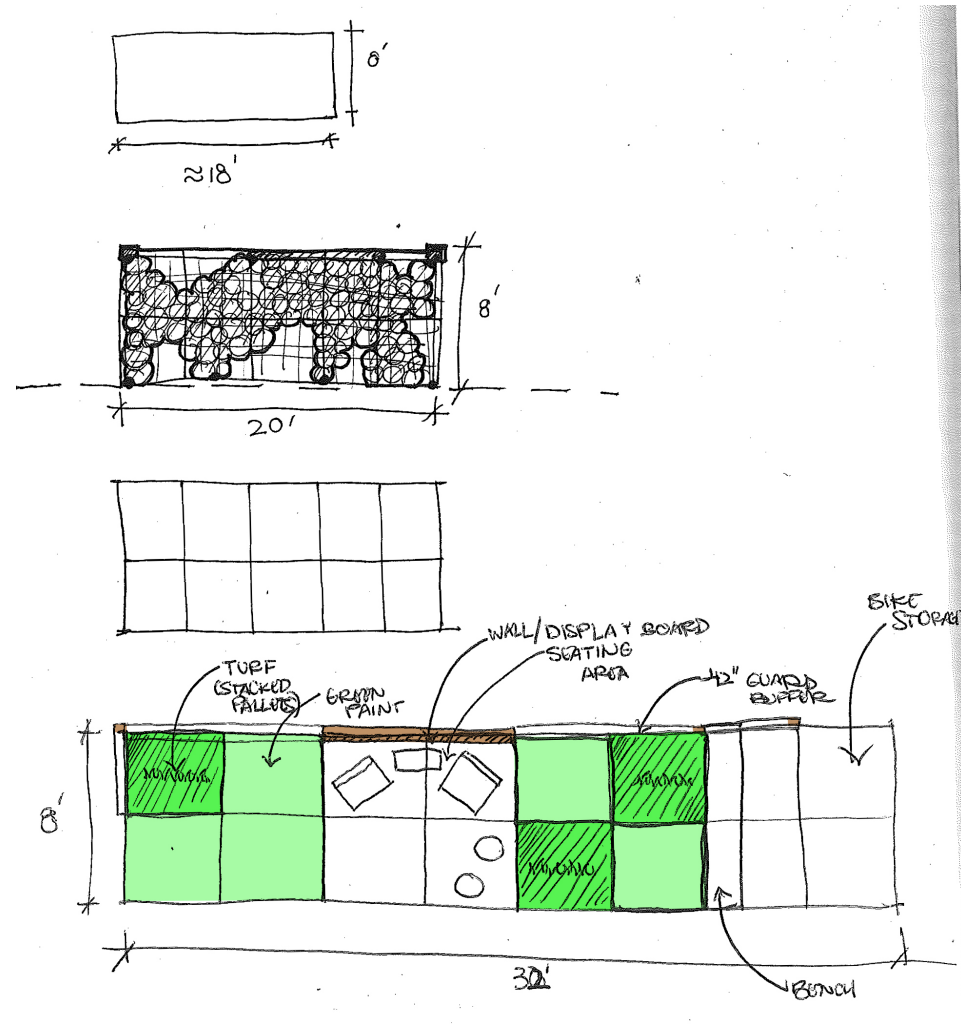 8'
≈18'
8'
20'
BIKE
STORAG
WALL/DISPLAY BOARD
SEATING
AREA
TURF
(STACKED
PALLETS)
GREEN
PAINT
42" GUARD
BUFFER
8'
32'
BENCH